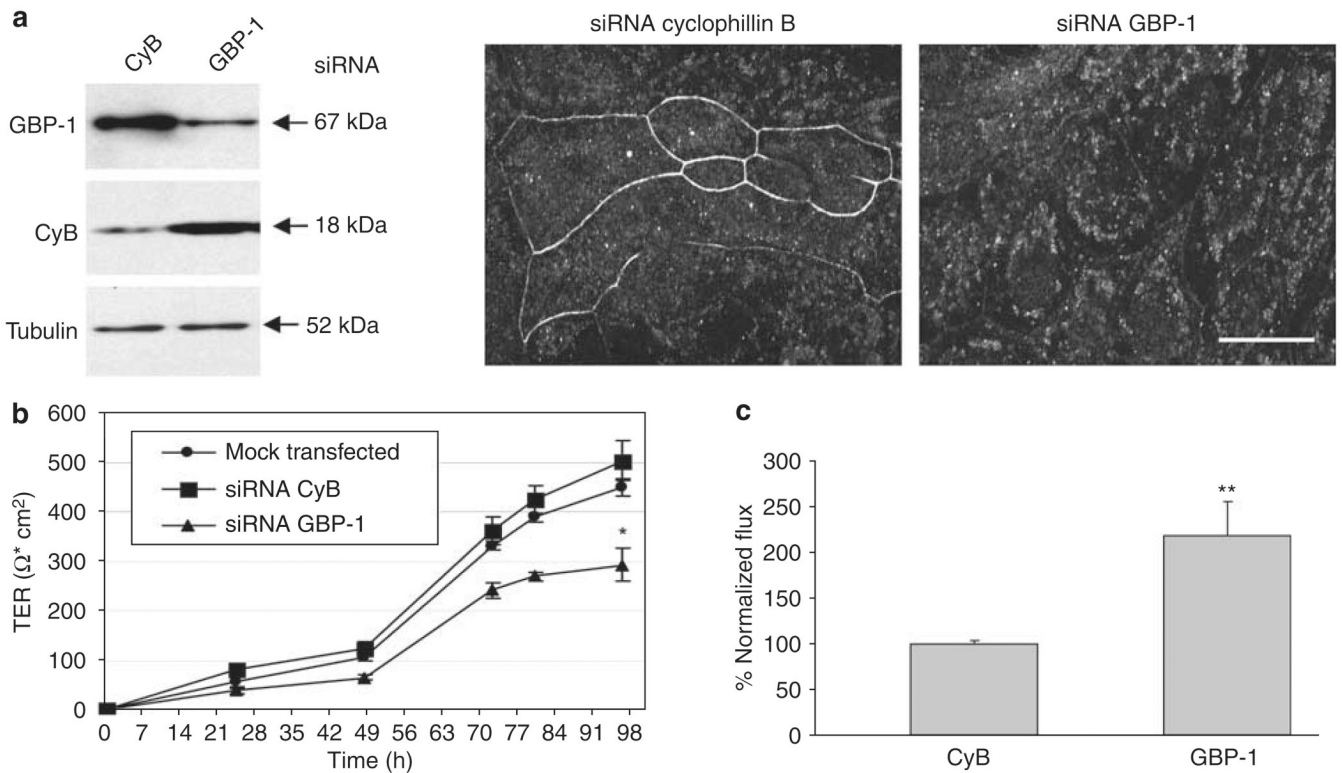 a
CyB GBP-1 siRNA
GBP-1 67 kDa
CyB 18 kDa
Tubulin 52 kDa
siRNA cyclophillin B
siRNA GBP-1
b
600
500
400
300
200
100
0
TER (Ω* cm2)
Mock transfected
siRNA CyB
siRNA GBP-1
*
0 7 14 21 28 35 42 49 56 63 70 77 84 91 98
Time (h)
c
300
250
200
150
100
50
0
% Normalized flux
**
CyB GBP-1